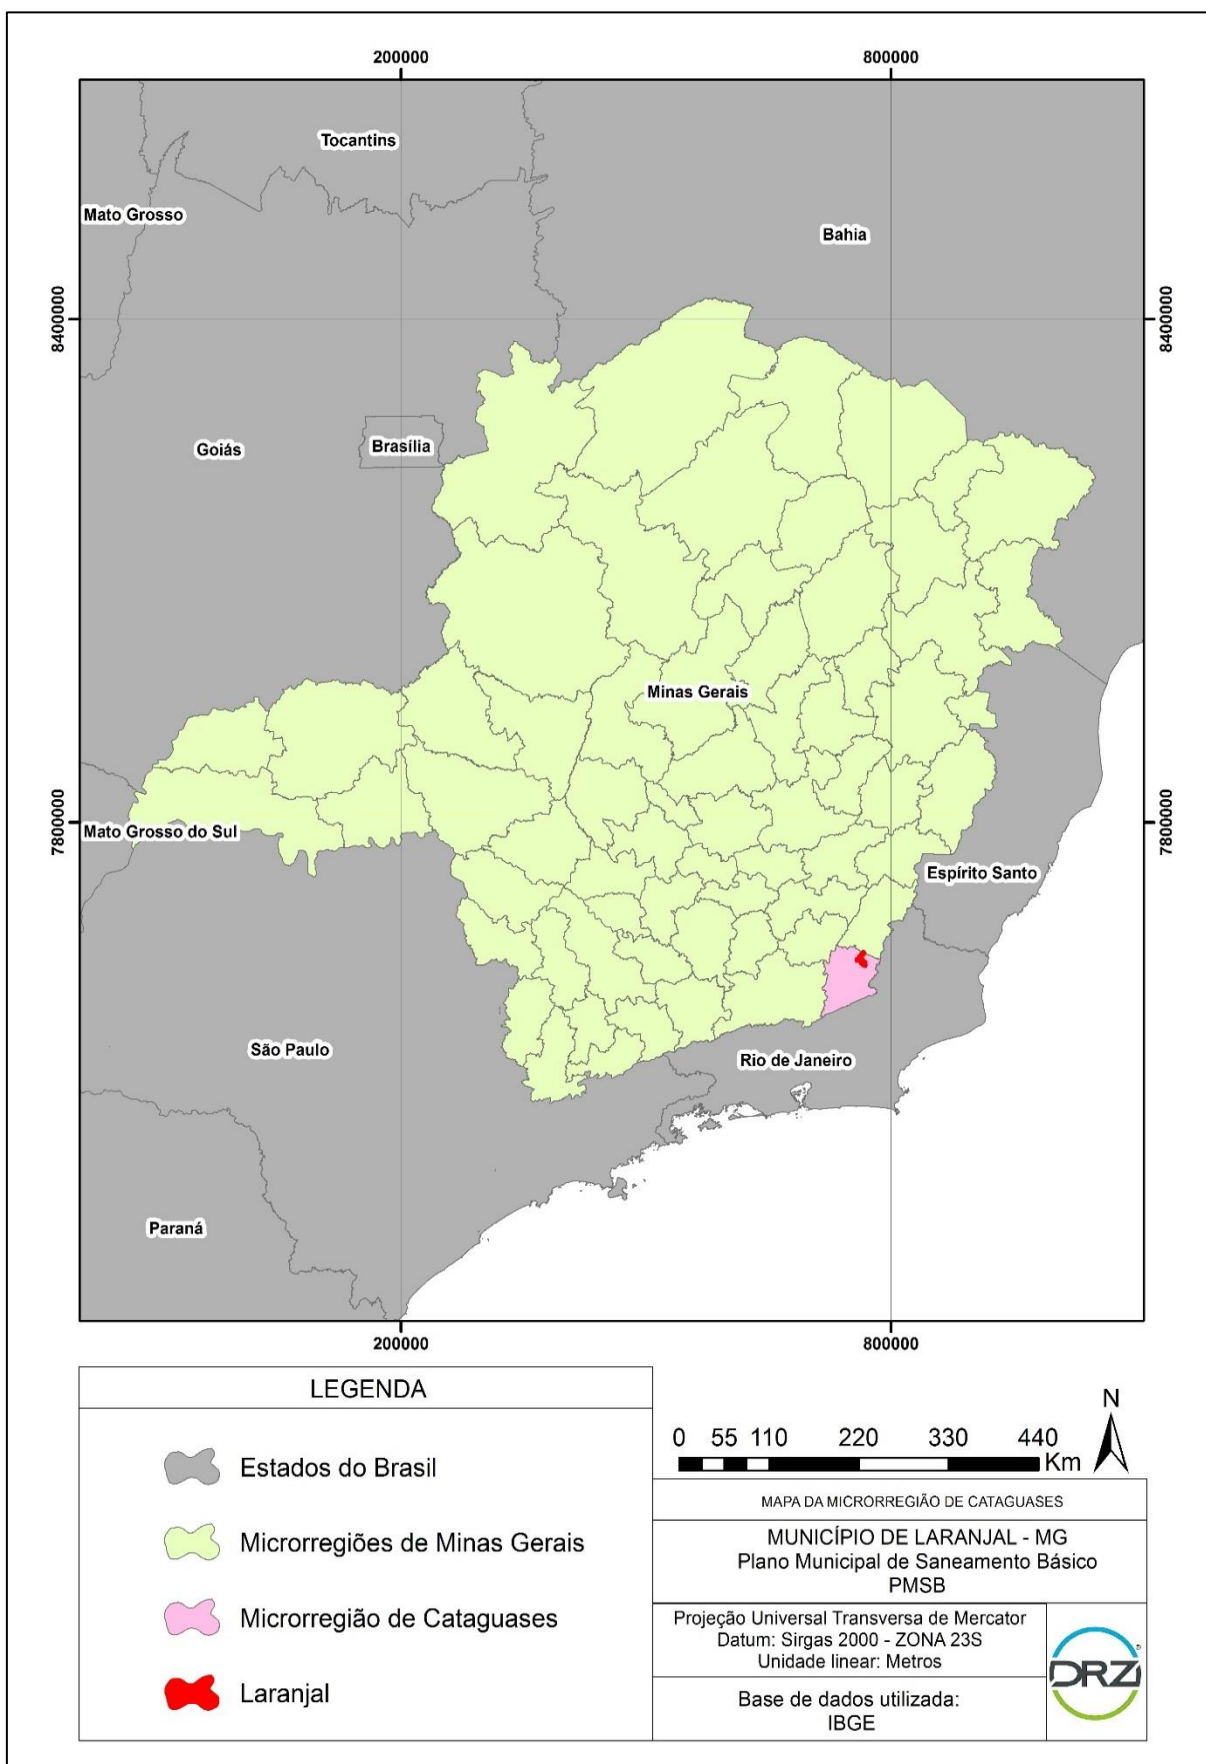 200000
800000
Tocantins
Mato Grosso
Bahia
8400000
8400000
Goiás
Brasília
Minas Gerais
7800000
7800000
Mato Grosso do Sul
Espírito Santo
São Paulo
Rio de Janeiro
Paraná
200000
800000
LEGENDA
Estados do Brasil
Microrregiões de Minas Gerais
Microrregião de Cataguases
Laranjal
N
0 55 110 220 330 440
Km
MAPA DA MICRORREGIÃO DE CATAGUASES
MUNICÍPIO DE LARANJAL - MG
Plano Municipal de Saneamento Básico
PMSB
Projeção Universal Transversa de Mercator
Datum: Sirgas 2000 - ZONA 23S
Unidade linear: Metros
Base de dados utilizada:
IBGE
DRZ